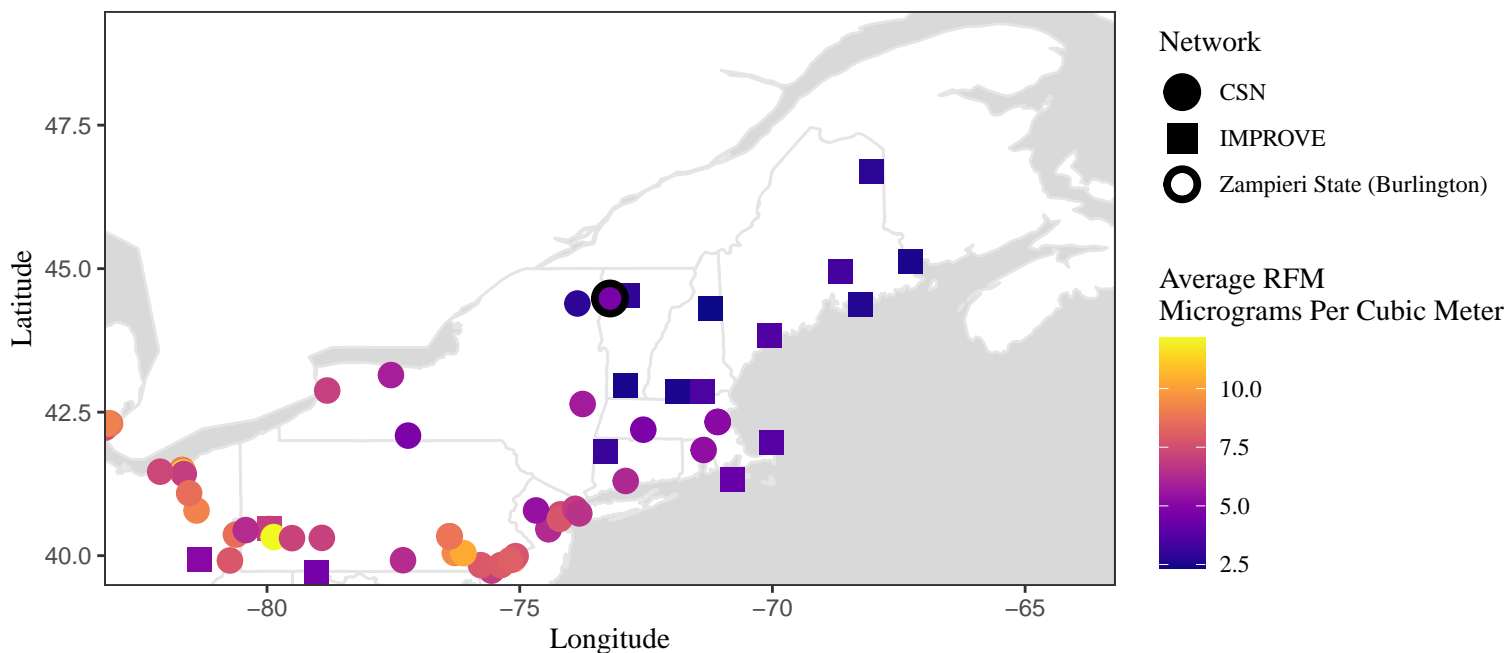 47.5
45.0
42.5
40.0
Latitude
−80
−75
−70
−65
Longitude
Network
CSN
IMPROVE
Zampieri State (Burlington)
Average RFM
Micrograms Per Cubic Meter
10.0
7.5
5.0
2.5